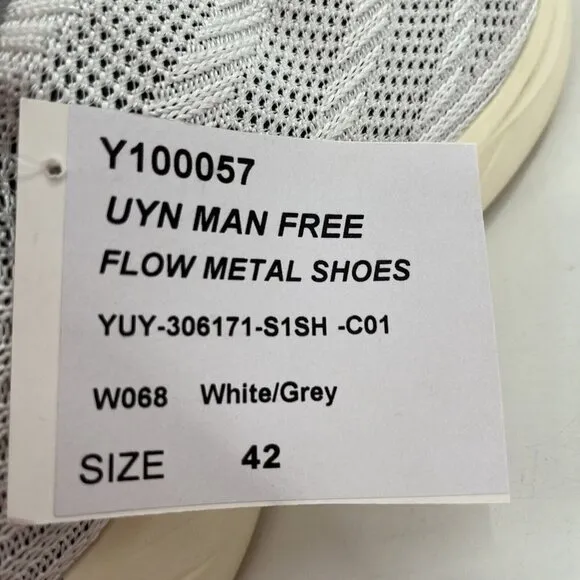 Y100057
UYN MAN FREE
FLOW METAL SHOES
YUY-306171-S1SH -C01
W068 White/Grey
SIZE 42